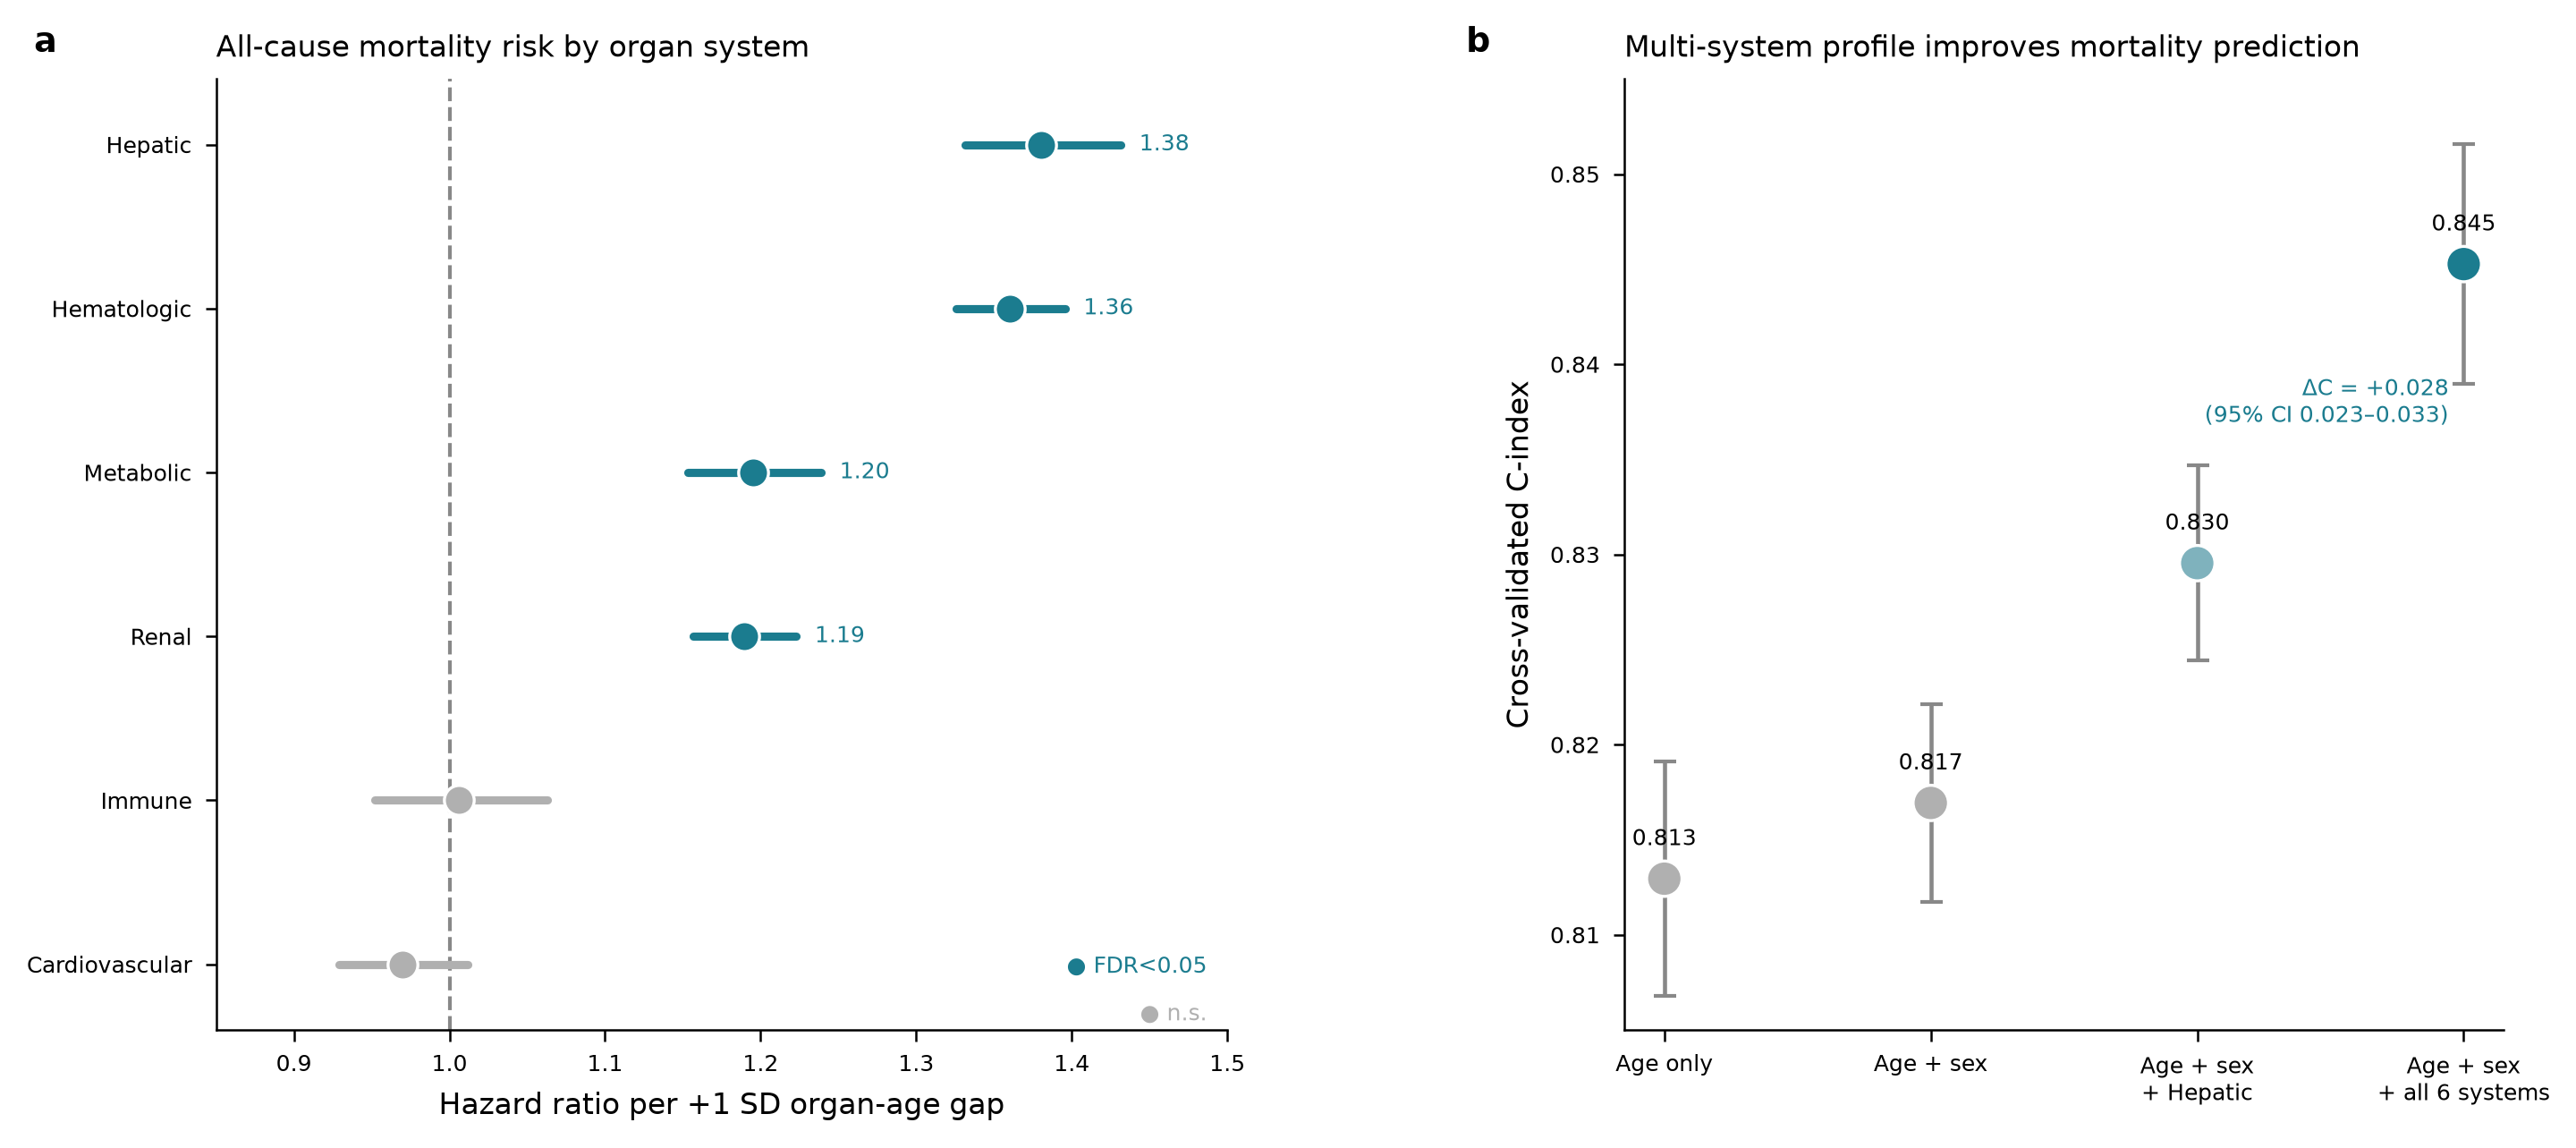 a
All-cause mortality risk by organ system
Hepatic
1.38
Hematologic
1.36
Metabolic
1.20
Renal
1.19
Immune
Cardiovascular
FDR<0.05
n.s.
0.9 1.0 1.1 1.2 1.3 1.4 1.5
Hazard ratio per +1 SD organ-age gap
b
Multi-system profile improves mortality prediction
Cross-validated C-index
0.85
0.84
0.83
0.82
0.81
0.845
ΔC = +0.028
(95% CI 0.023–0.033)
0.830
0.817
0.813
Age only
Age + sex
Age + sex
+ Hepatic
Age + sex
+ all 6 systems